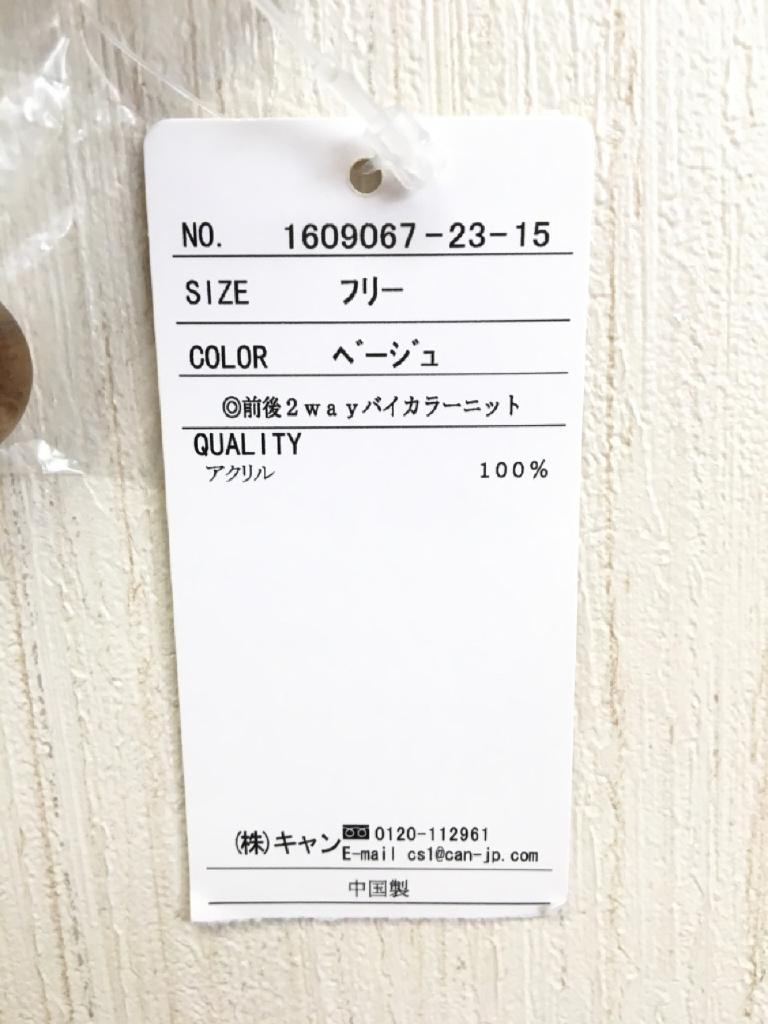 NO. 1609067-23-15
SIZE フリー
COLOR ベージュ
◎前後2wayバイカラーニット
QUALITY
アクリル 100%
(株)キャン 0120-112961
E-mail cs1@can-jp.com
中国製